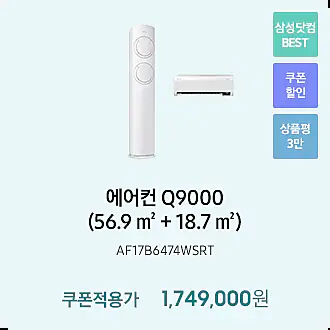 삼성닷컴
BEST
쿠폰
할인
상품평
3만
에어컨 Q9000
(56.9 ㎡ + 18.7 ㎡)
AF17B6474WSRT
쿠폰적용가 1,749,000원